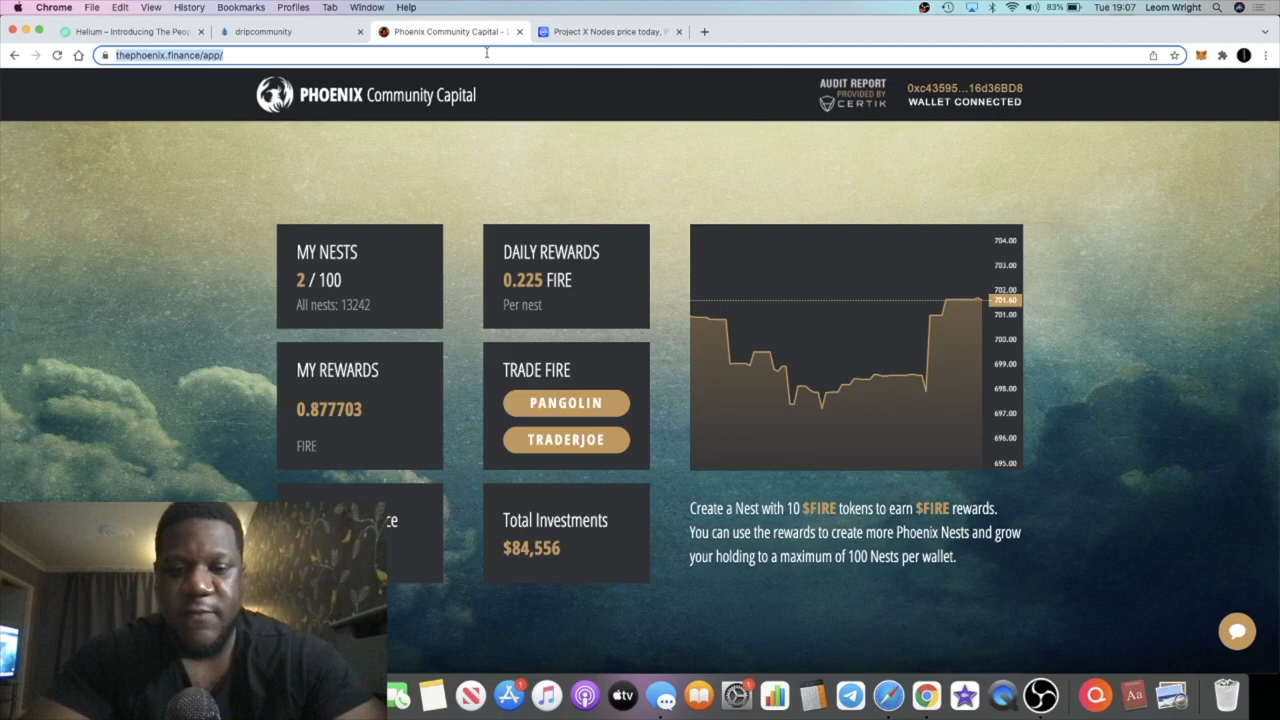 Chrome File Edit View History Bookmarks Profiles Tab Window Help 83% Tue 19:07 Leom Wright
Helium – Introducing The Peop dripcommunity Phoenix Community Capital - Project X Nodes price today, P
thephoenix.finance/app/
PHOENIX Community Capital
AUDIT REPORT
PROVIDED BY
CERTIK
0xc43595...16d36BD8
WALLET CONNECTED
MY NESTS
2 / 100
All nests: 13242
DAILY REWARDS
0.225 FIRE
Per nest
704.00
703.00
702.00
701.60
701.00
700.00
699.00
698.00
697.00
696.00
695.00
MY REWARDS
0.877703
FIRE
TRADE FIRE
PANGOLIN
TRADERJOE
ce
Total Investments
$84,556
Create a Nest with 10 $FIRE tokens to earn $FIRE rewards.
You can use the rewards to create more Phoenix Nests and grow
your holding to a maximum of 100 Nests per wallet.
1
tv
1
Aa